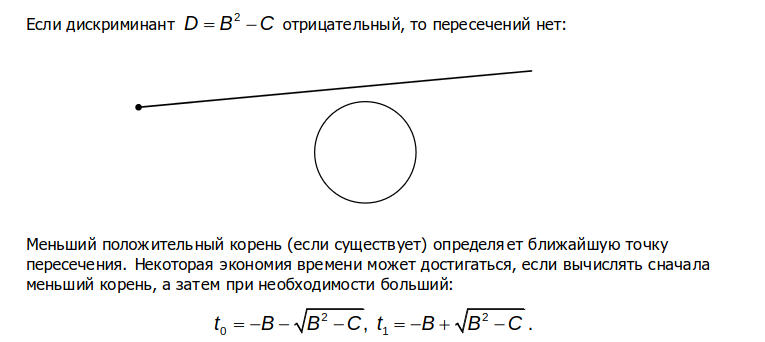 Если дискриминант D = B² − C отрицательный, то пересечений нет:
Меньший положительный корень (если существует) определяет ближайшую точку
пересечения. Некоторая экономия времени может достигаться, если вычислять сначала
меньший корень, а затем при необходимости больший:
t₀ = −B − √(B² − C), t₁ = −B + √(B² − C).